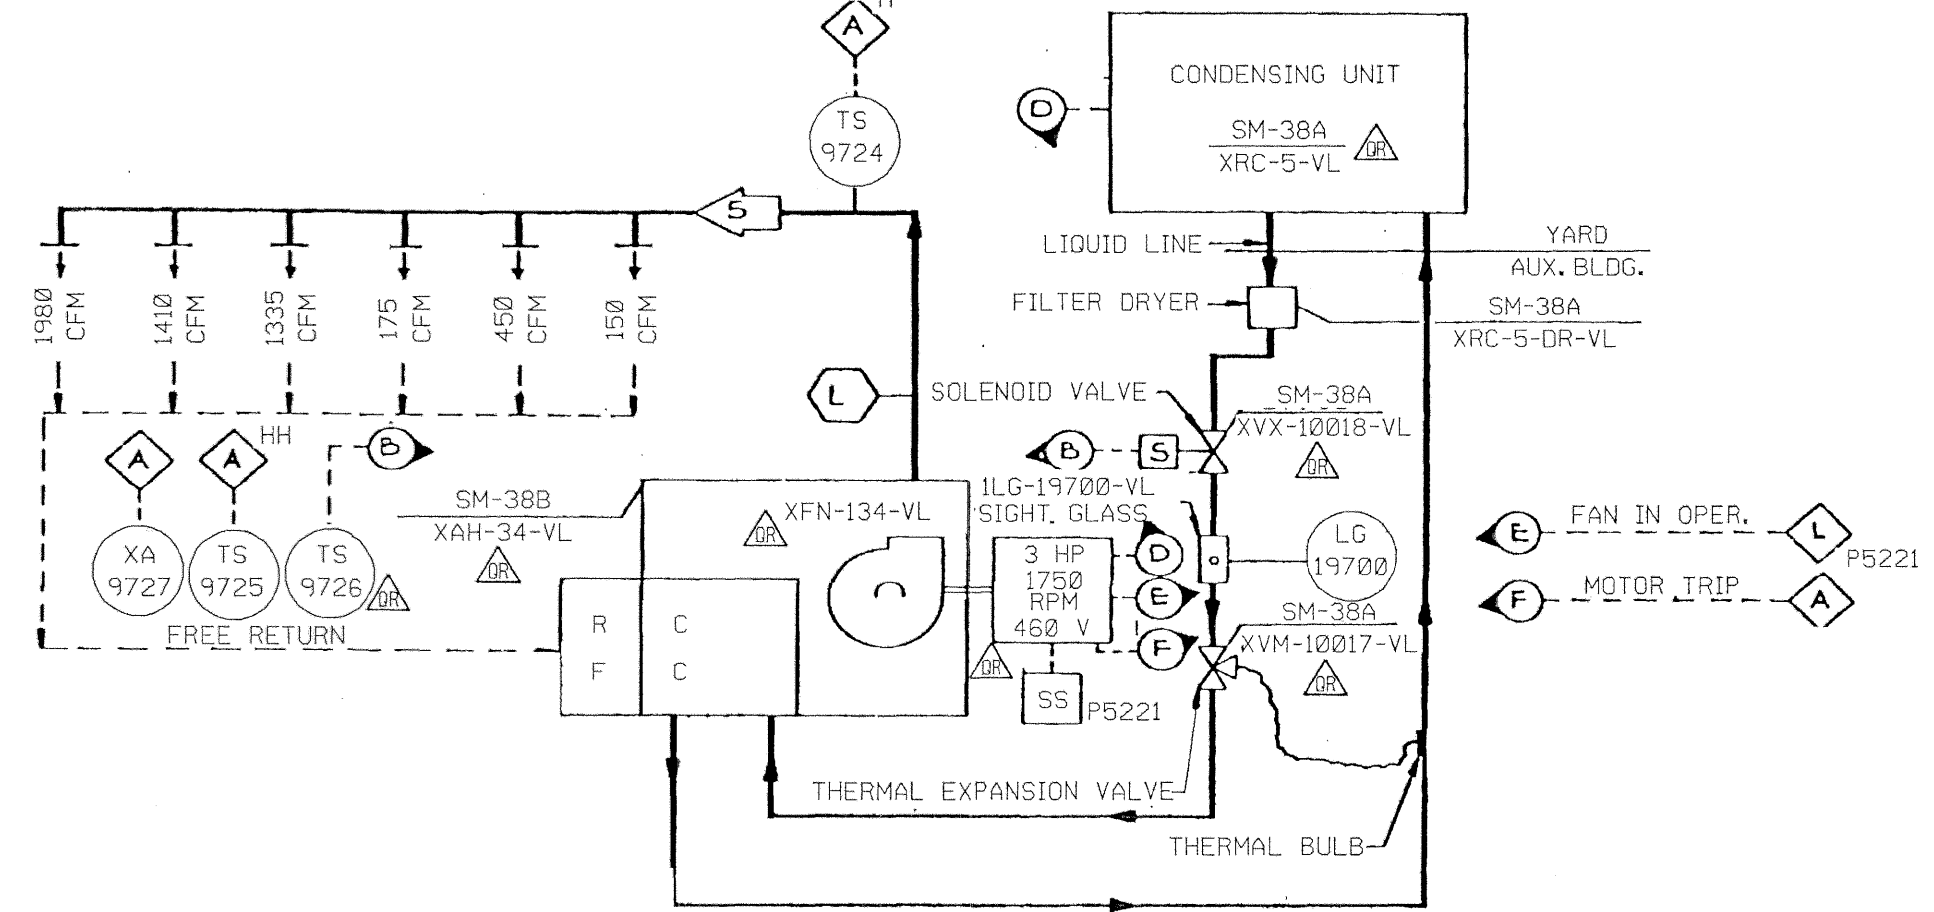 H
A
TS
9724
S
1980
CFM
1410
CFM
1335
CFM
175
CFM
450
CFM
150
CFM
L
A
A
HH
B
XA
9727
TS
9725
TS
9726
QR
FREE RETURN
SM-38B
XAH-34-VL
QR
XFN-134-VL
QR
R
F
C
C
3 HP
1750
RPM
460 V
QR
SS
P5221
D
E
F
D
CONDENSING UNIT
SM-38A
XRC-5-VL
QR
LIQUID LINE
YARD
AUX. BLDG.
FILTER DRYER
SM-38A
XRC-5-DR-VL
SOLENOID VALVE
SM-38A
XVX-10018-VL
QR
B
S
1LG-19700-VL
SIGHT. GLASS
LG
19700
SM-38A
XVM-10017-VL
QR
THERMAL EXPANSION VALVE
THERMAL BULB
E
FAN IN OPER.
L
P5221
F
MOTOR TRIP
A